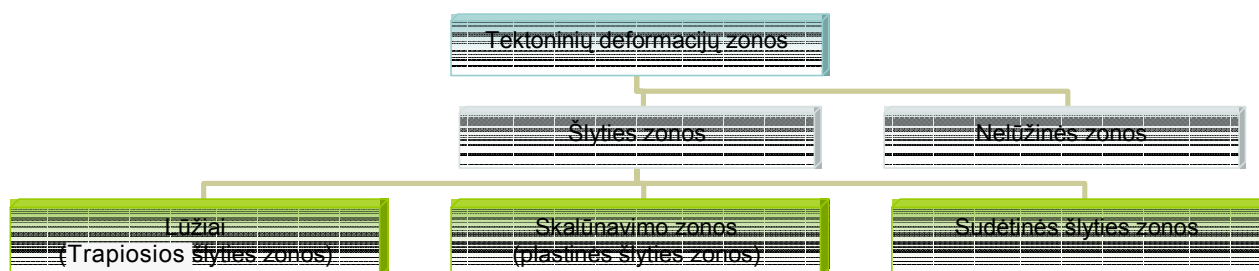 Tektoninių deformacijų zonos
Šlyties zonos
Nelūžinės zonos
Lūžiai
(Trapiosios šlyties zonos)
Skalūnavimo zonos
(plastinės šlyties zonos)
Sudėtinės šlyties zonos